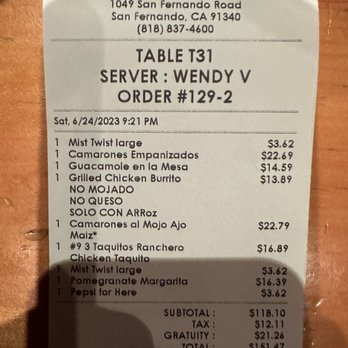 1049 San Fernando Road
San Fernando, CA 91340
(818) 837-4600
TABLE T31
SERVER : WENDY V
ORDER #129-2
Sat, 6/24/2023 9:21 PM
1 Mist Twist large $3.62
1 Camarones Empanizados $22.69
1 Guacamole en la Mesa $14.59
1 Grilled Chicken Burrito $13.89
NO MOJADO
NO QUESO
SOLO CON ARRoz
1 Camarones al Mojo Ajo $22.79
Maiz*
1 #9 3 Taquitos Ranchero $16.89
Chicken Taquito
1 Mist Twist large $3.62
1 Pomegranate Margarita $16.39
1 Pepsi for Here $3.62
SUBTOTAL : $118.10
TAX : $12.11
GRATUITY : $21.26
TOTAL : $151.47